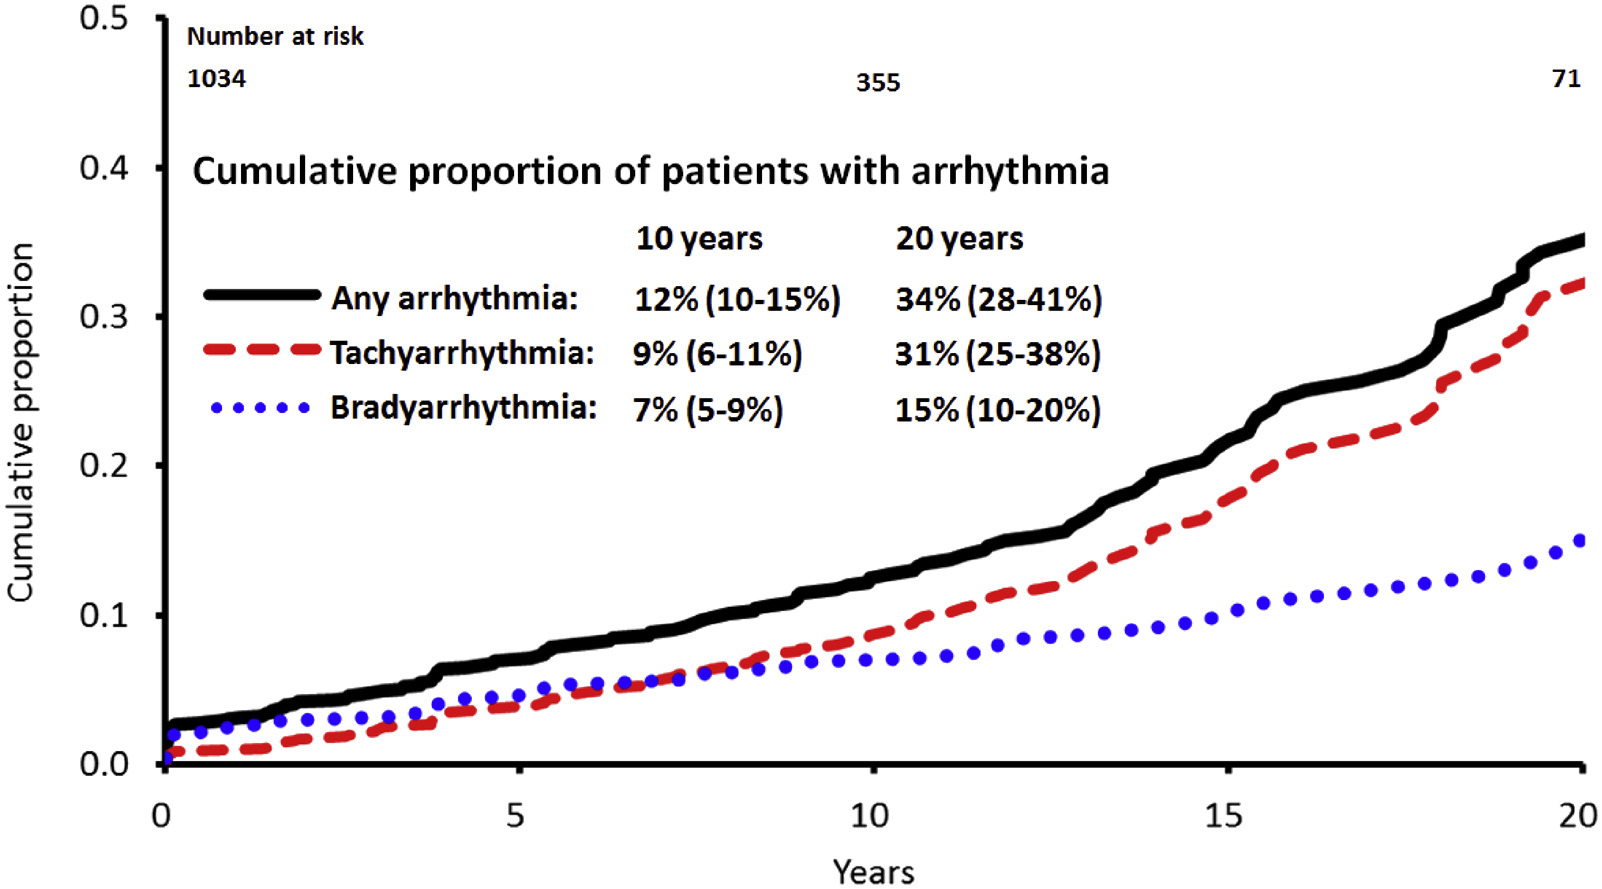 Number at risk
1034 355 71
Cumulative proportion of patients with arrhythmia
10 years 20 years
Any arrhythmia: 12% (10-15%) 34% (28-41%)
Tachyarrhythmia: 9% (6-11%) 31% (25-38%)
Bradyarrhythmia: 7% (5-9%) 15% (10-20%)
Cumulative proportion
0.5
0.4
0.3
0.2
0.1
0.0
0 5 10 15 20
Years